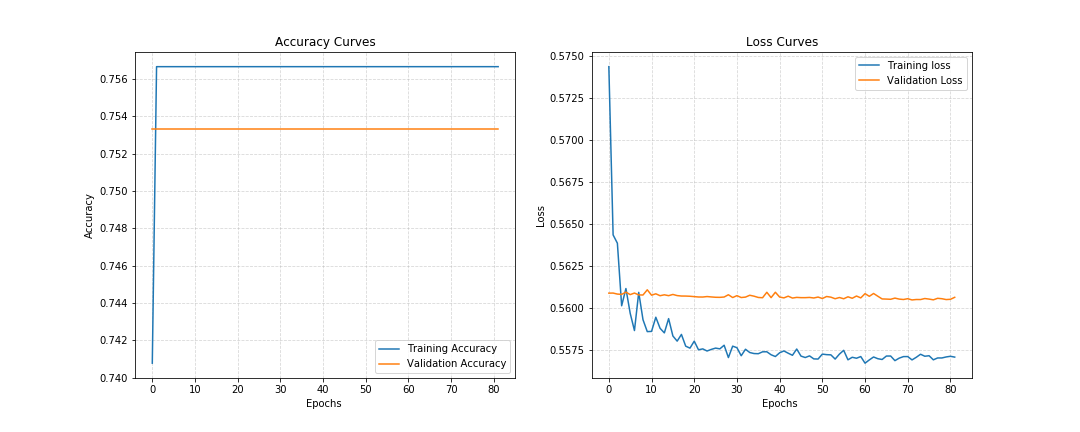 Accuracy Curves
0.756
0.754
0.752
0.750
0.748
0.746
0.744
0.742
0.740
Accuracy
0 10 20 30 40 50 60 70 80
Epochs
Training Accuracy
Validation Accuracy
Loss Curves
0.5750
0.5725
0.5700
0.5675
0.5650
0.5625
0.5600
0.5575
Loss
0 10 20 30 40 50 60 70 80
Epochs
Training loss
Validation Loss